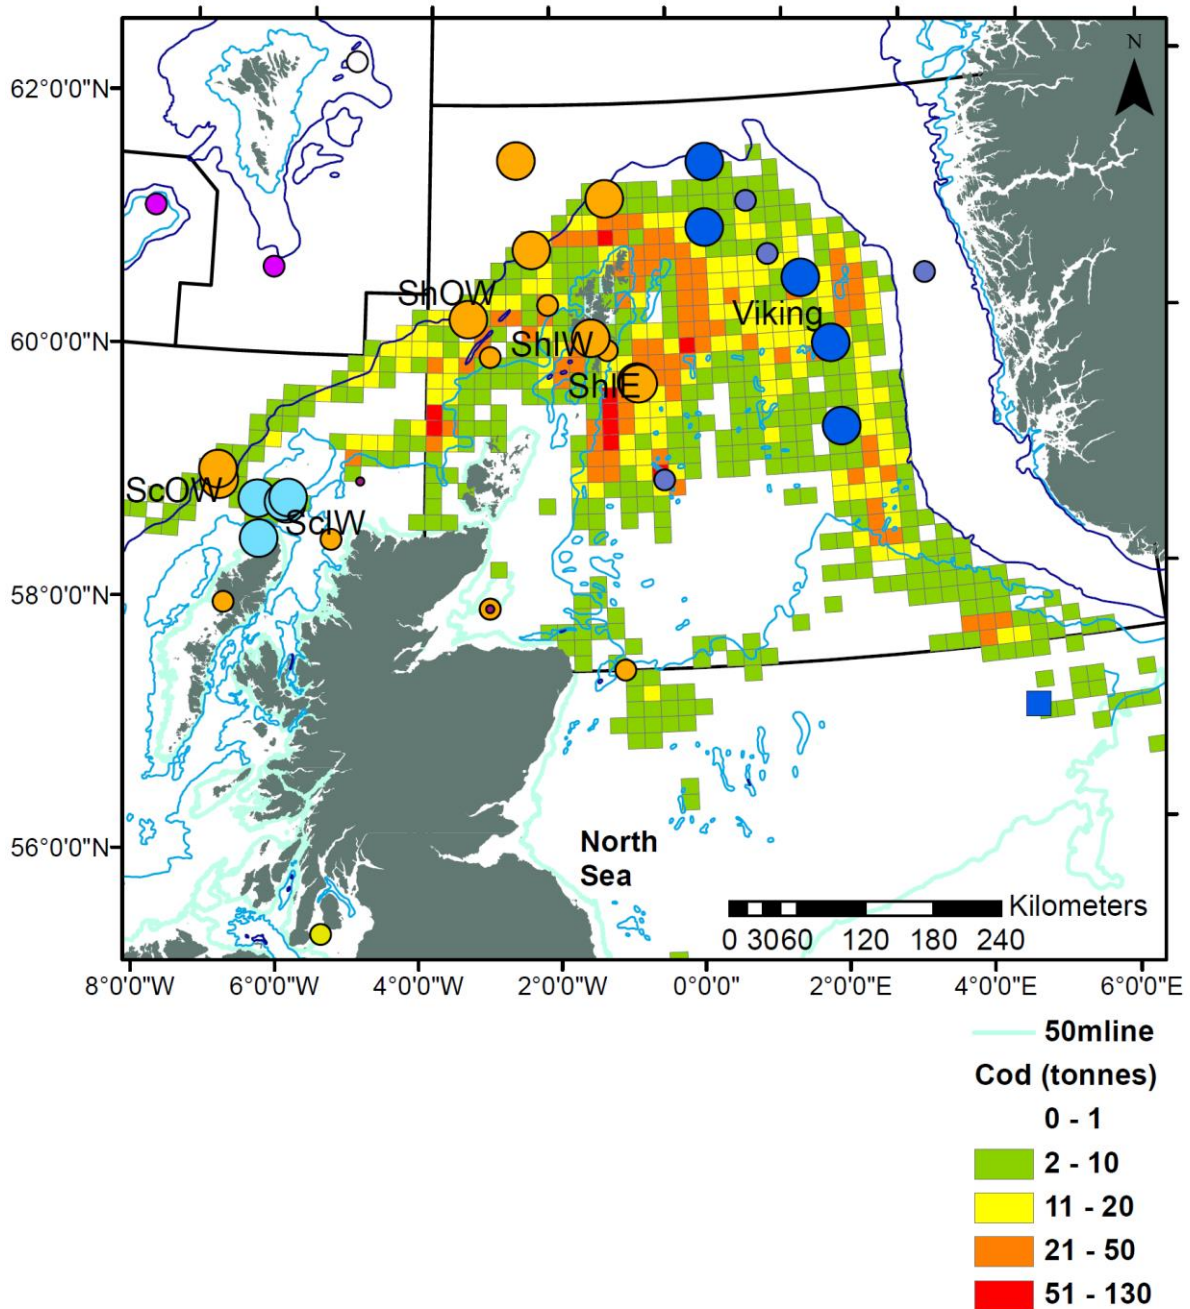 N
62°0'0"N
ShOW
60°0'0"N
Viking
ShIW
ShIE
ScOW
ScIW
58°0'0"N
56°0'0"N
North
Sea
Kilometers
0 30 60 120 180 240
8°0'0"W 6°0'0"W 4°0'0"W 2°0'0"W 0°0'0" 2°0'0"E 4°0'0"E 6°0'0"E
50mline
Cod (tonnes)
0 - 1
2 - 10
11 - 20
21 - 50
51 - 130